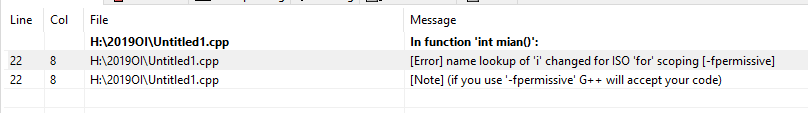 Line Col File Message
H:\2019OI\Untitled1.cpp In function 'int mian()':
22 8 H:\2019OI\Untitled1.cpp [Error] name lookup of 'i' changed for ISO 'for' scoping [-fpermissive]
22 8 H:\2019OI\Untitled1.cpp [Note] (if you use '-fpermissive' G++ will accept your code)